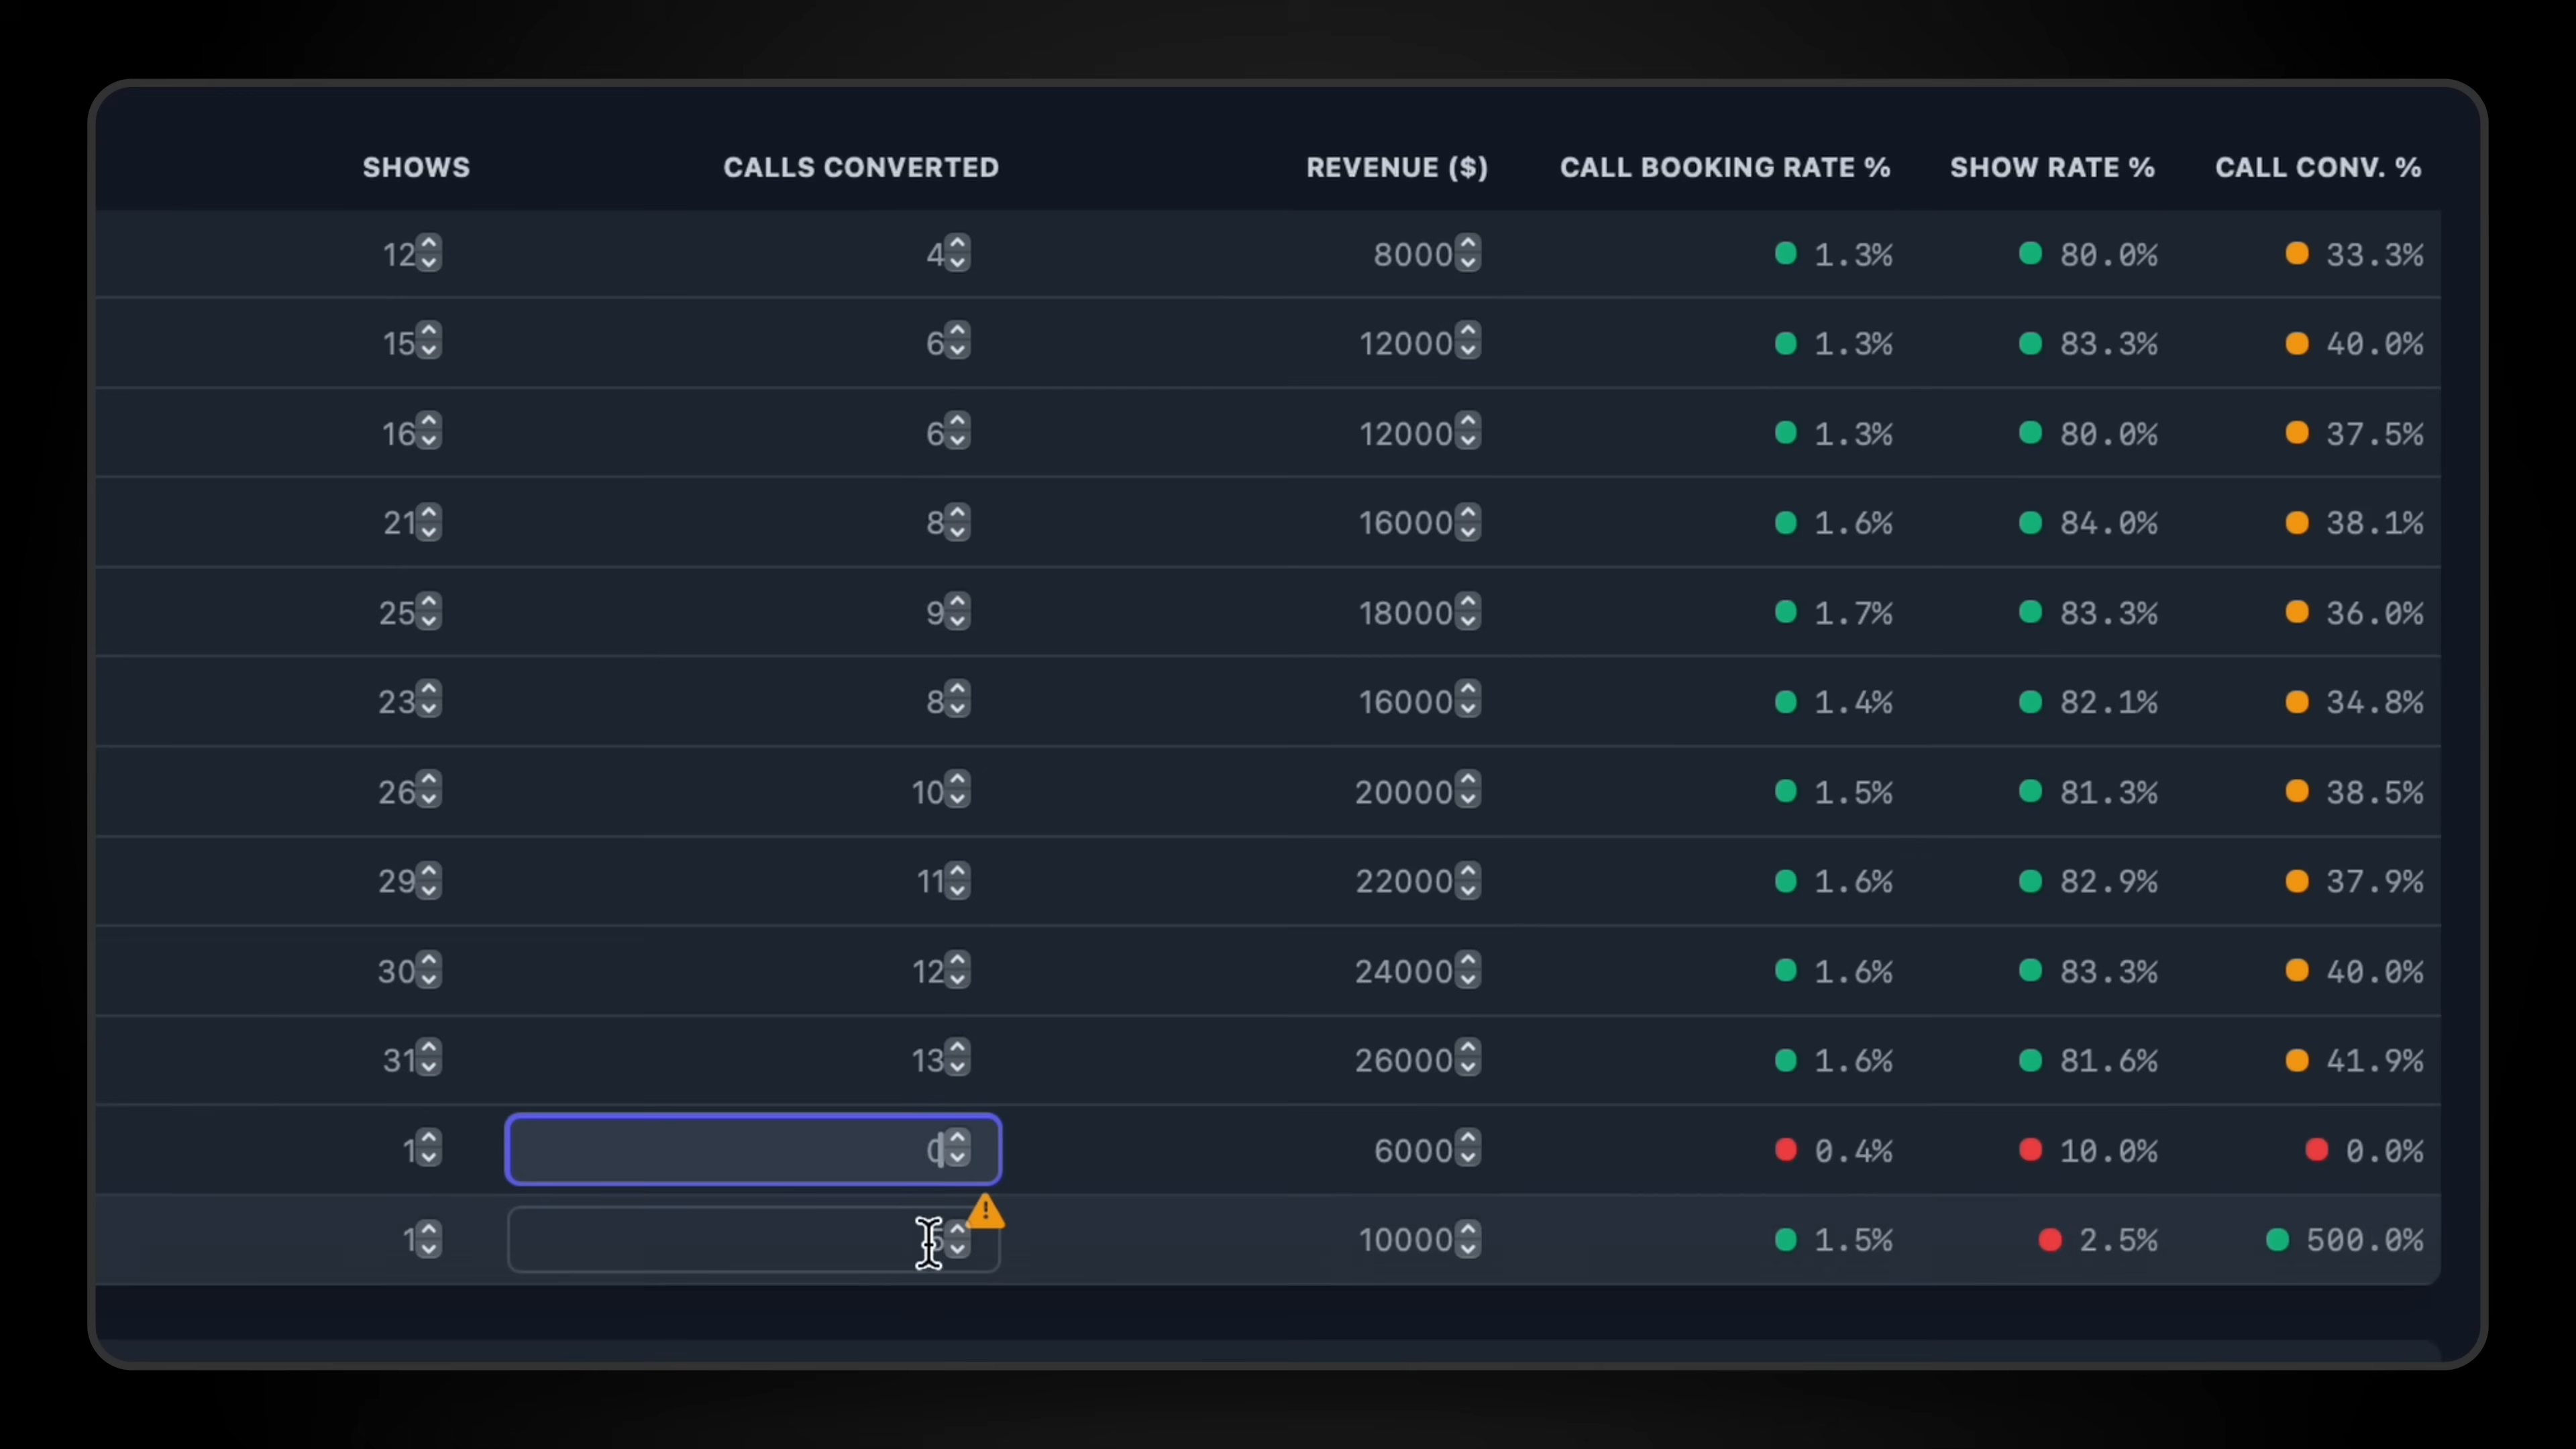 SHOWS CALLS CONVERTED REVENUE ($) CALL BOOKING RATE % SHOW RATE % CALL CONV. %
12 4 8000 1.3% 80.0% 33.3%
15 6 12000 1.3% 83.3% 40.0%
16 6 12000 1.3% 80.0% 37.5%
21 8 16000 1.6% 84.0% 38.1%
25 9 18000 1.7% 83.3% 36.0%
23 8 16000 1.4% 82.1% 34.8%
26 10 20000 1.5% 81.3% 38.5%
29 11 22000 1.6% 82.9% 37.9%
30 12 24000 1.6% 83.3% 40.0%
31 13 26000 1.6% 81.6% 41.9%
1 0 6000 0.4% 10.0% 0.0%
1 10000 1.5% 2.5% 500.0%